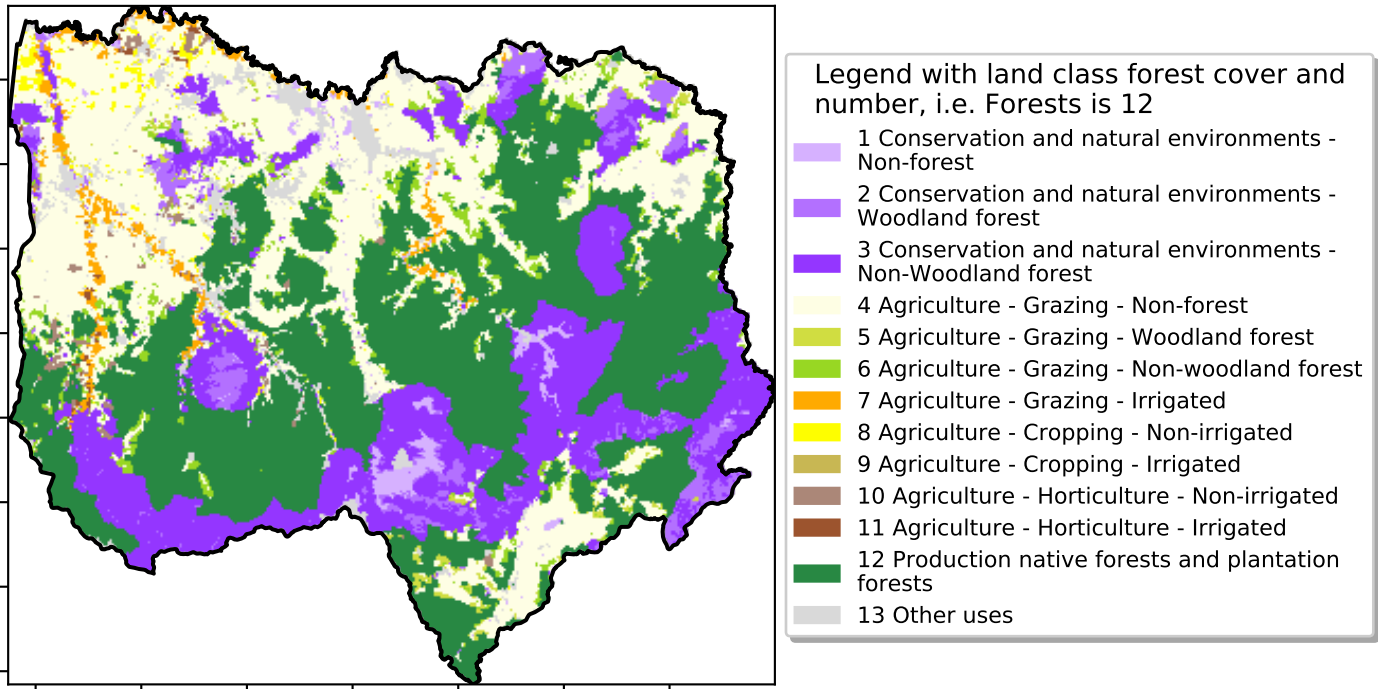 Legend with land class forest cover and
number, i.e. Forests is 12
1 Conservation and natural environments -
Non-forest
2 Conservation and natural environments -
Woodland forest
3 Conservation and natural environments -
Non-Woodland forest
4 Agriculture - Grazing - Non-forest
5 Agriculture - Grazing - Woodland forest
6 Agriculture - Grazing - Non-woodland forest
7 Agriculture - Grazing - Irrigated
8 Agriculture - Cropping - Non-irrigated
9 Agriculture - Cropping - Irrigated
10 Agriculture - Horticulture - Non-irrigated
11 Agriculture - Horticulture - Irrigated
12 Production native forests and plantation
forests
13 Other uses